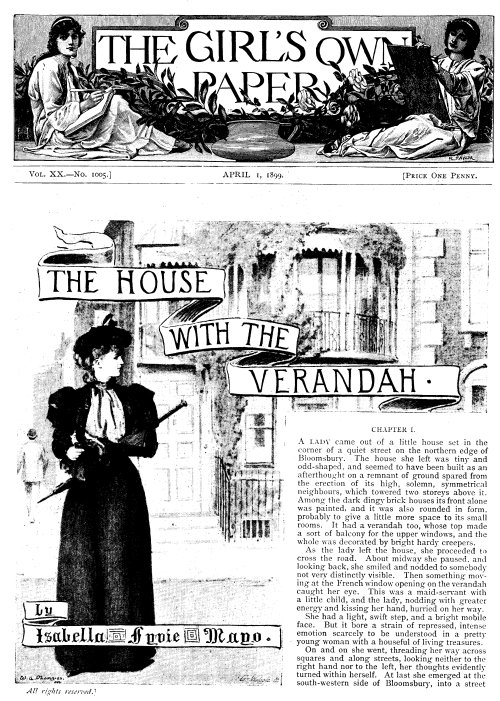 THE GIRL'S OWN
PAPER
VOL. XX.—No. 1005.]
APRIL 1, 1899.
[PRICE ONE PENNY.
THE HOUSE
WITH THE
VERANDAH.
by
Isabella Fyvie Mayo.
All rights reserved.]
CHAPTER I.
A LADY came out of a little house set in the
corner of a quiet street on the northern edge of
Bloomsbury. The house she left was tiny and
odd-shaped, and seemed to have been built as an
afterthought on a remnant of ground spared from
the erection of its high, solemn, symmetrical
neighbours, which towered two storeys above it.
Among the dark dingy brick houses its front alone
was painted, and it was also rounded in form,
probably to give a little more space to its small
rooms. It had a verandah too, whose top made
a sort of balcony for the upper windows, and the
whole was decorated by bright hardy creepers.
As the lady left the house, she proceeded to
cross the road. About midway she paused, and
looking back, she smiled and nodded to somebody
not very distinctly visible. Then something mov-
ing at the French window opening on the verandah
caught her eye. This was a maid-servant with
a little child, and the lady, nodding with greater
energy and kissing her hand, hurried on her way.
She had a light, swift step, and a bright mobile
face. But it bore a strain of repressed, intense
emotion scarcely to be understood in a pretty
young woman with a houseful of living treasures.
On and on she went, threading her way across
squares and along streets, looking neither to the
right hand nor to the left, her thoughts evidently
turned within herself. At last she emerged at the
south-western side of Bloomsbury, into a street